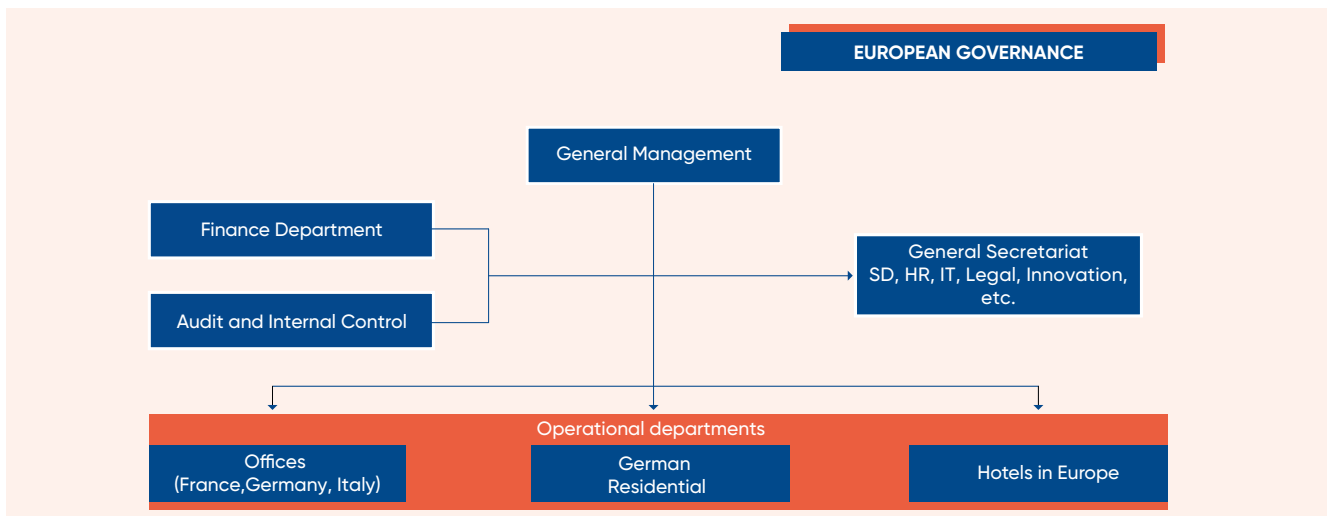 EUROPEAN GOVERNANCE
General Management
Finance Department
General Secretariat
SD, HR, IT, Legal, Innovation,
etc.
Audit and Internal Control
Operational departments
Offices
(France,Germany, Italy)
German
Residential
Hotels in Europe